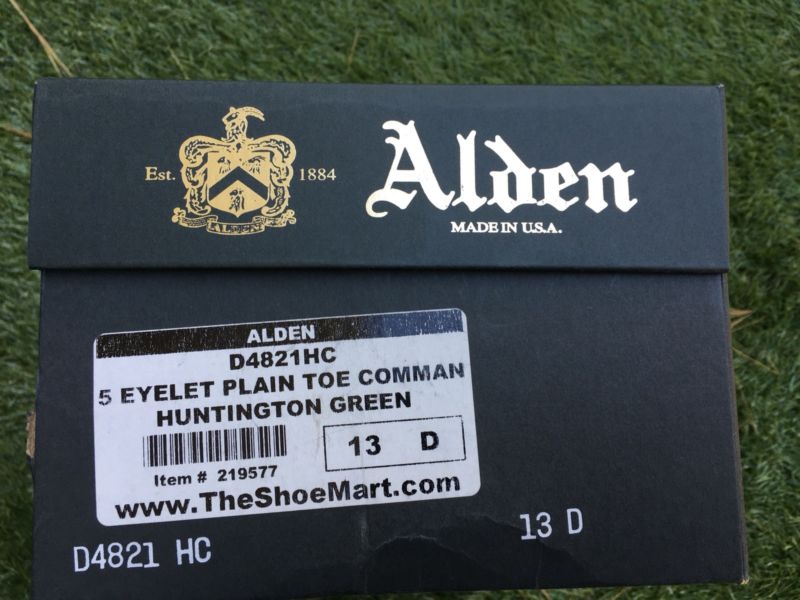 Est. 1884
ALDEN
Alden
MADE IN U.S.A.
ALDEN
D4821HC
5 EYELET PLAIN TOE COMMAN
HUNTINGTON GREEN
13 D
Item # 219577
www.TheShoeMart.com
D4821 HC
13 D